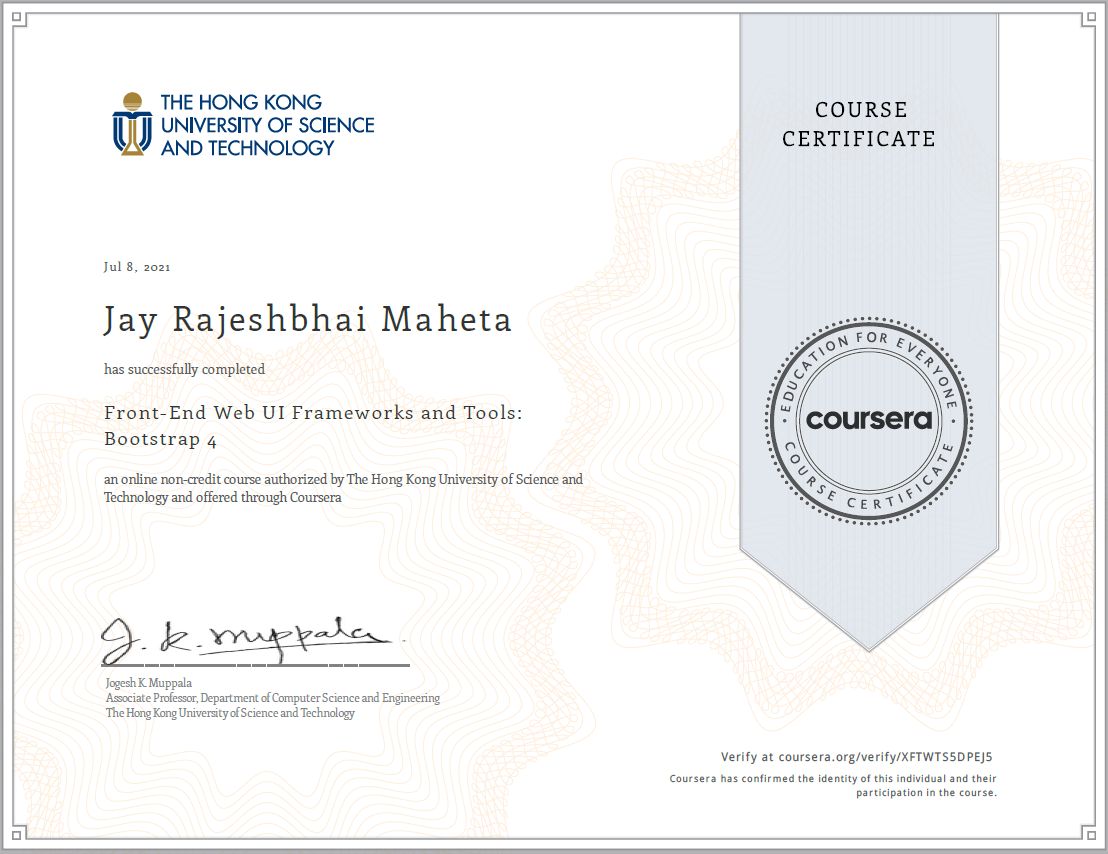 THE HONG KONG
UNIVERSITY OF SCIENCE
AND TECHNOLOGY
COURSE
CERTIFICATE
Jul 8, 2021
Jay Rajeshbhai Maheta
has successfully completed
Front-End Web UI Frameworks and Tools:
Bootstrap 4
an online non-credit course authorized by The Hong Kong University of Science and
Technology and offered through Coursera
EDUCATION FOR EVERYONE
coursera
COURSE CERTIFICATE
J. K. Muppala
Jogesh K. Muppala
Associate Professor, Department of Computer Science and Engineering
The Hong Kong University of Science and Technology
Verify at coursera.org/verify/XFTWTS5DPEJ5
Coursera has confirmed the identity of this individual and their
participation in the course.